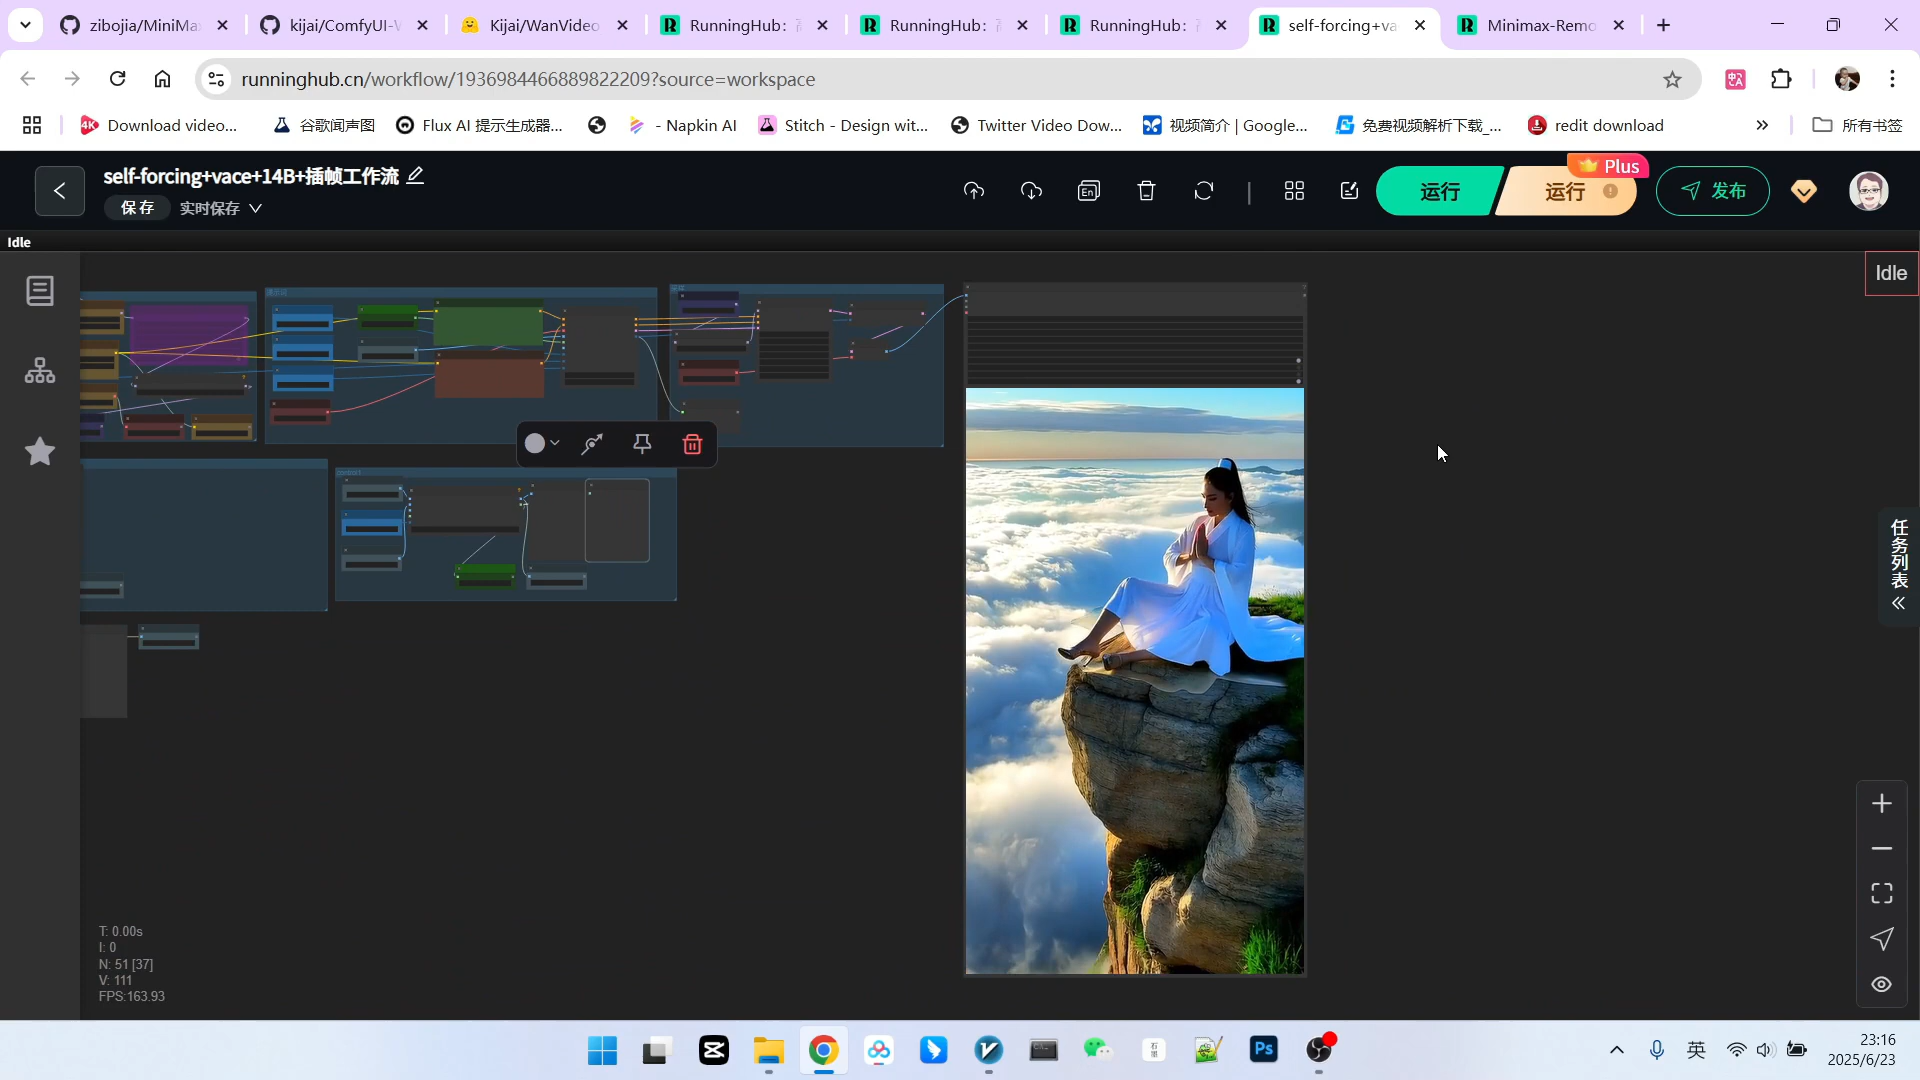 zibojia/MiniMa
kijai/ComfyUI-
Kijai/WanVideo
RunningHub:
RunningHub:
RunningHub:
self-forcing+va
Minimax-Remo
runninghub.cn/workflow/1936984466889822209?source=workspace
Download video...
谷歌闻声图
Flux AI 提示生成器...
- Napkin AI
Stitch - Design wit...
Twitter Video Dow...
视频简介 | Google...
免费视频解析下载_...
redit download
所有书签
self-forcing+vace+14B+插帧工作流
保存
实时保存
En
运行
运行
Plus
发布
Idle
Idle
任务列表
T: 0.00s
I: 0
N: 51 [37]
V: 111
FPS:163.93
Ps
英
23:16
2025/6/23